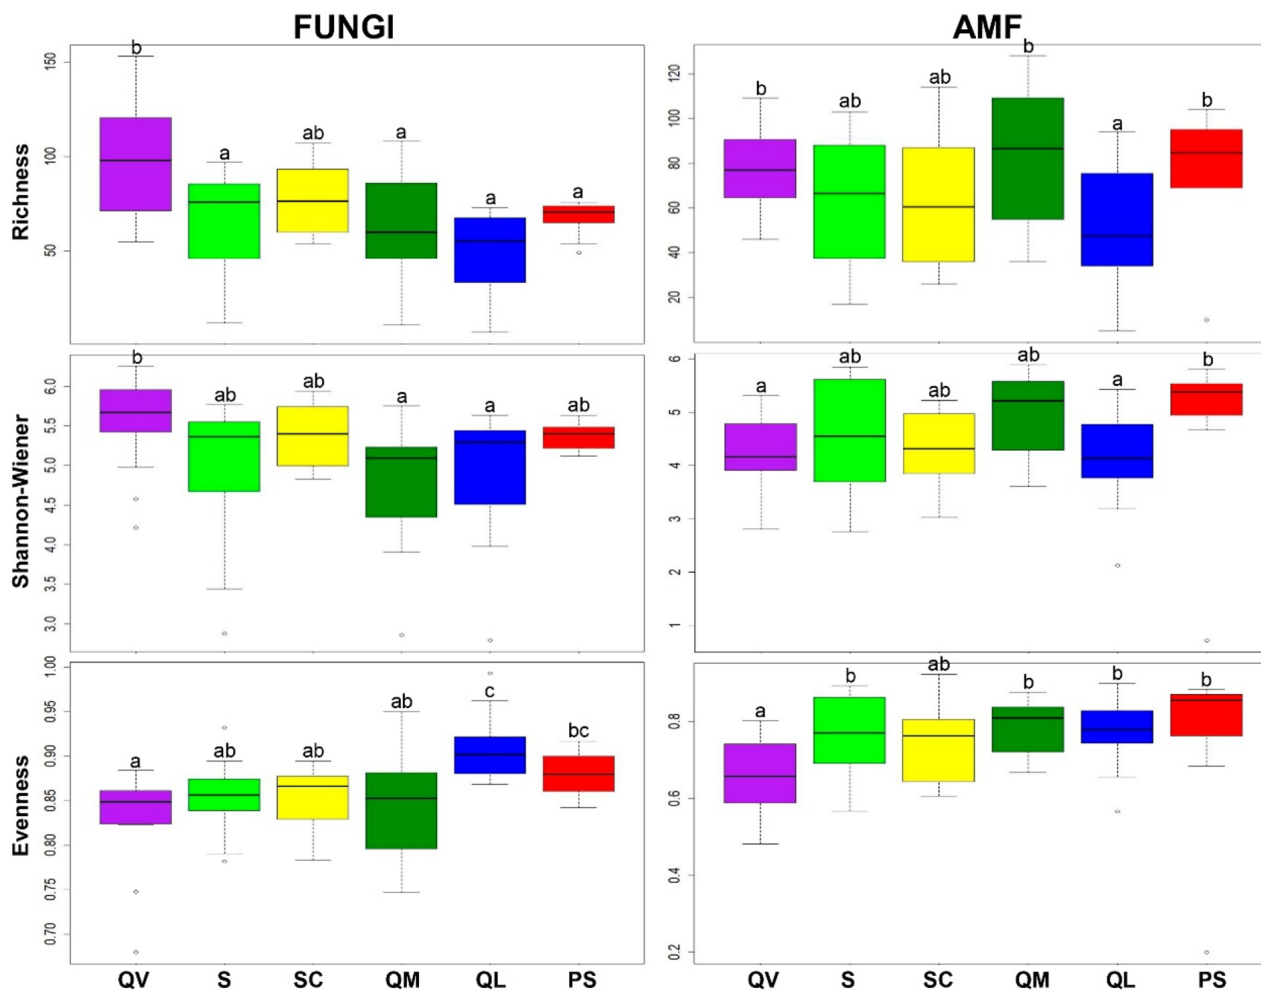 FUNGI
AMF
Richness
150
100
50
b
a
ab
a
a
a
120
100
80
60
40
20
b
ab
ab
b
a
b
Shannon-Wiener
6.0
5.5
5.0
4.5
4.0
3.5
3.0
b
ab
ab
a
a
ab
6
5
4
3
2
1
a
ab
ab
ab
a
b
Evenness
1.00
0.95
0.90
0.85
0.80
0.75
0.70
a
ab
ab
ab
c
bc
0.8
0.6
0.4
0.2
a
b
ab
b
b
b
QV S SC QM QL PS
QV S SC QM QL PS